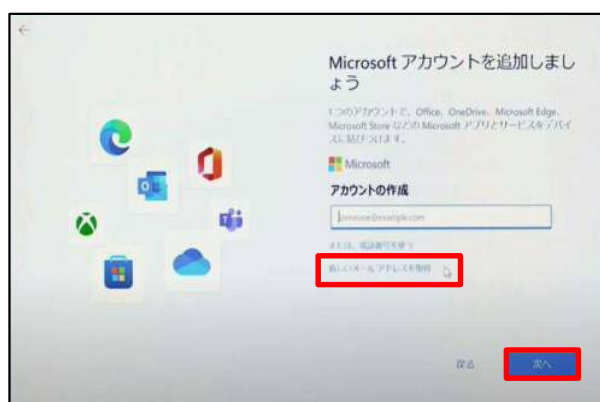 Microsoft アカウントを追加しまし
ょう
1つのアカウントで、Office、OneDrive、Microsoft Edge、
Microsoft Store などの Microsoft アプリとサービスをデバイ
スに結びつけます。
Microsoft
アカウントの作成
someone@example.com
または、電話番号を使う
新しいメール アドレスを取得
戻る
次へ